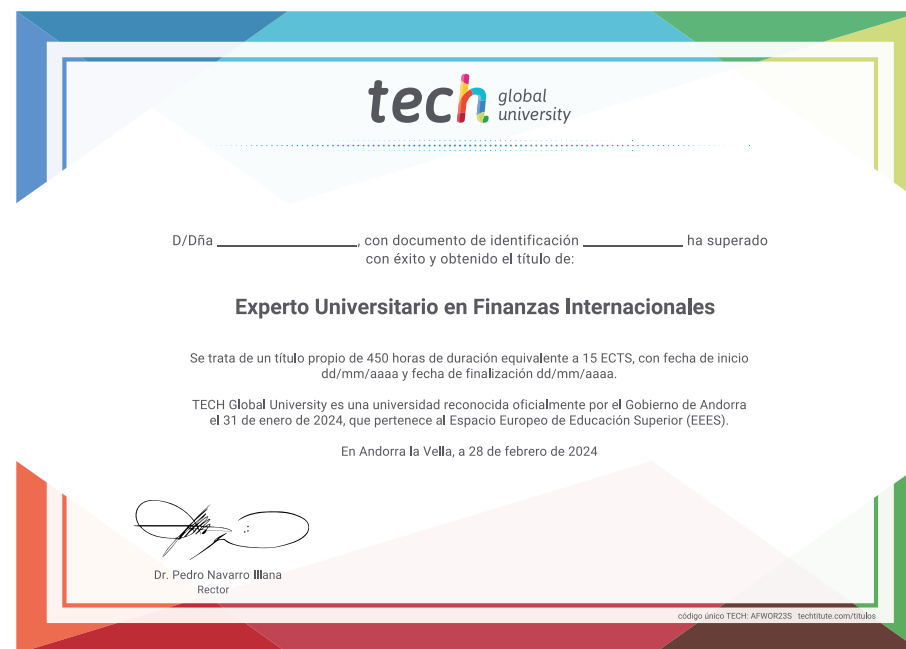 tech global
university
D/Dña ____________________, con documento de identificación ______________ ha superado
con éxito y obtenido el título de:
Experto Universitario en Finanzas Internacionales
Se trata de un título propio de 450 horas de duración equivalente a 15 ECTS, con fecha de inicio
dd/mm/aaaa y fecha de finalización dd/mm/aaaa.
TECH Global University es una universidad reconocida oficialmente por el Gobierno de Andorra
el 31 de enero de 2024, que pertenece al Espacio Europeo de Educación Superior (EEES).
En Andorra la Vella, a 28 de febrero de 2024
Dr. Pedro Navarro Illana
Rector
código único TECH: AFWOR23S techtitute.com/titulos